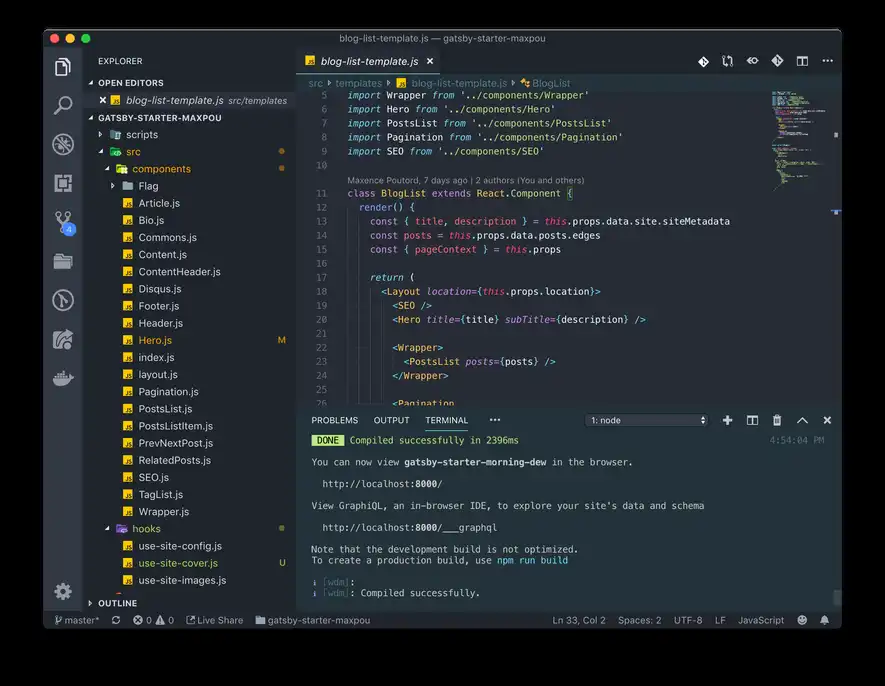 blog-list-template.js — gatsby-starter-maxpou
EXPLORER
OPEN EDITORS
blog-list-template.js src/templates
GATSBY-STARTER-MAXPOU
scripts
src
components
Flag
Article.js
Bio.js
Commons.js
Content.js
ContentHeader.js
Disqus.js
Footer.js
Header.js
Hero.js M
index.js
layout.js
Pagination.js
PostsList.js
PostsListItem.js
PrevNextPost.js
RelatedPosts.js
SEO.js
TagList.js
Wrapper.js
hooks
use-site-config.js
use-site-cover.js U
use-site-images.js
OUTLINE
4
blog-list-template.js
src templates blog-list-template.js BlogList
5 import Wrapper from '../components/Wrapper'
6 import Hero from '../components/Hero'
7 import PostsList from '../components/PostsList'
8 import Pagination from '../components/Pagination'
9 import SEO from '../components/SEO'
10
Maxence Poutord, 7 days ago | 2 authors (You and others)
11 class BlogList extends React.Component {
12 render() {
13 const { title, description } = this.props.data.site.siteMetadata
14 const posts = this.props.data.posts.edges
15 const { pageContext } = this.props
16
17 return (
18 <Layout location={this.props.location}>
19 <SEO />
20 <Hero title={title} subTitle={description} />
21
22 <Wrapper>
23 <PostsList posts={posts} />
24 </Wrapper>
25
26 <Pagination
PROBLEMS OUTPUT TERMINAL ••• 1: node
DONE Compiled successfully in 2396ms 4:54:04 PM
You can now view gatsby-starter-morning-dew in the browser.
http://localhost:8000/
View GraphiQL, an in-browser IDE, to explore your site's data and schema
http://localhost:8000/___graphql
Note that the development build is not optimized.
To create a production build, use npm run build
ℹ ｢wdm｣:
ℹ ｢wdm｣: Compiled successfully.
master* 0 0 Live Share gatsby-starter-maxpou Ln 33, Col 2 Spaces: 2 UTF-8 LF JavaScript